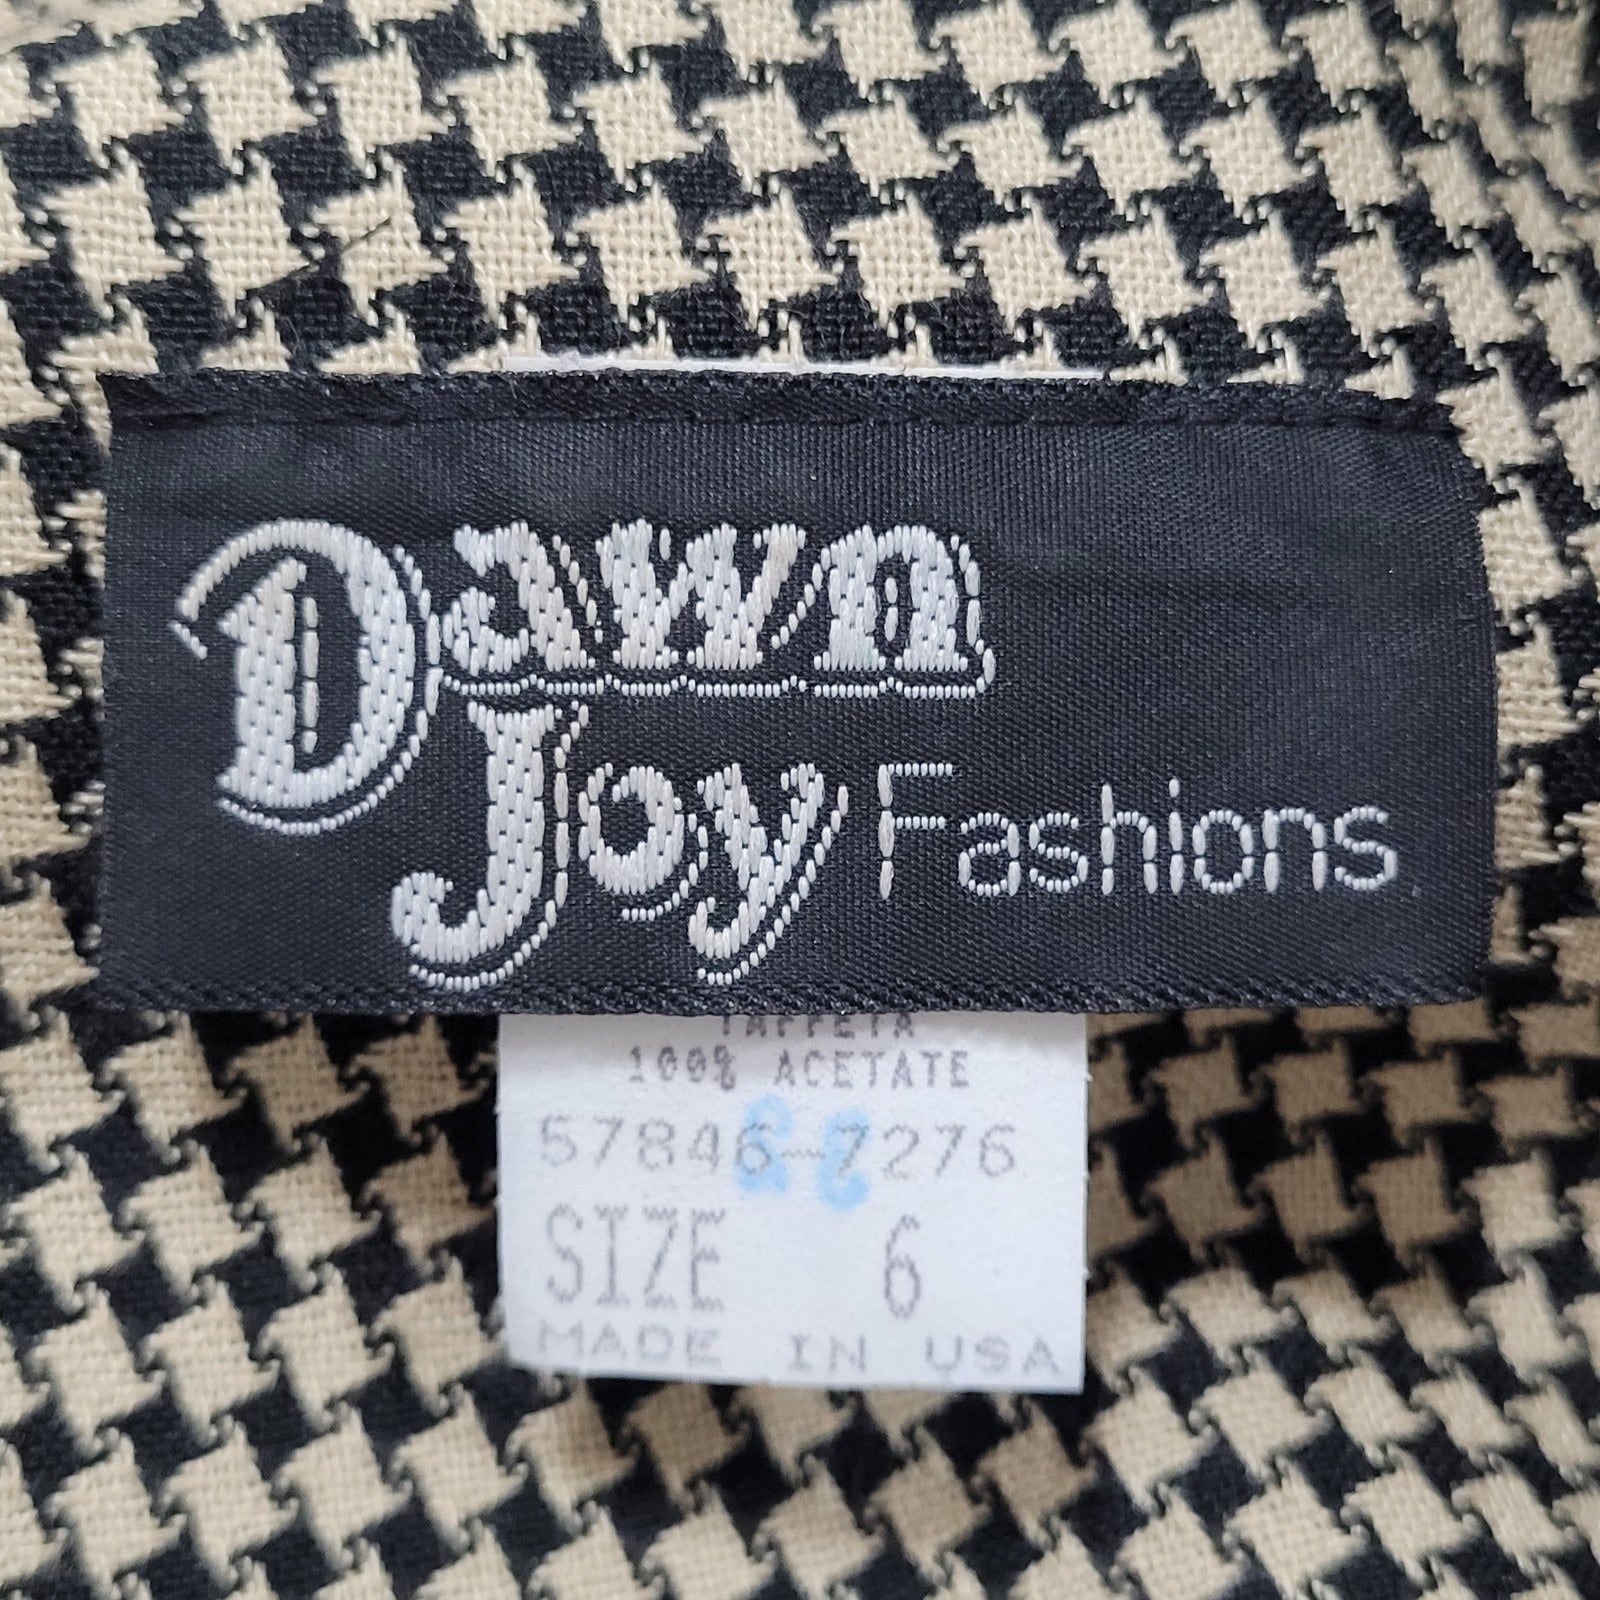 Dawn
Joy Fashions
TAFFETA
100% ACETATE
57846-7276
SIZE 6
MADE IN USA